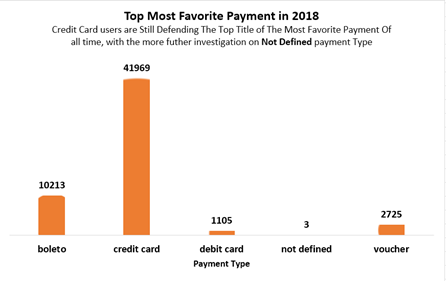 Top Most Favorite Payment in 2018
Credit Card users are Still Defending The Top Title of The Most Favorite Payment Of
all time, with the more futher investigation on Not Defined payment Type
41969
10213
1105
3
2725
boleto credit card debit card not defined voucher
Payment Type